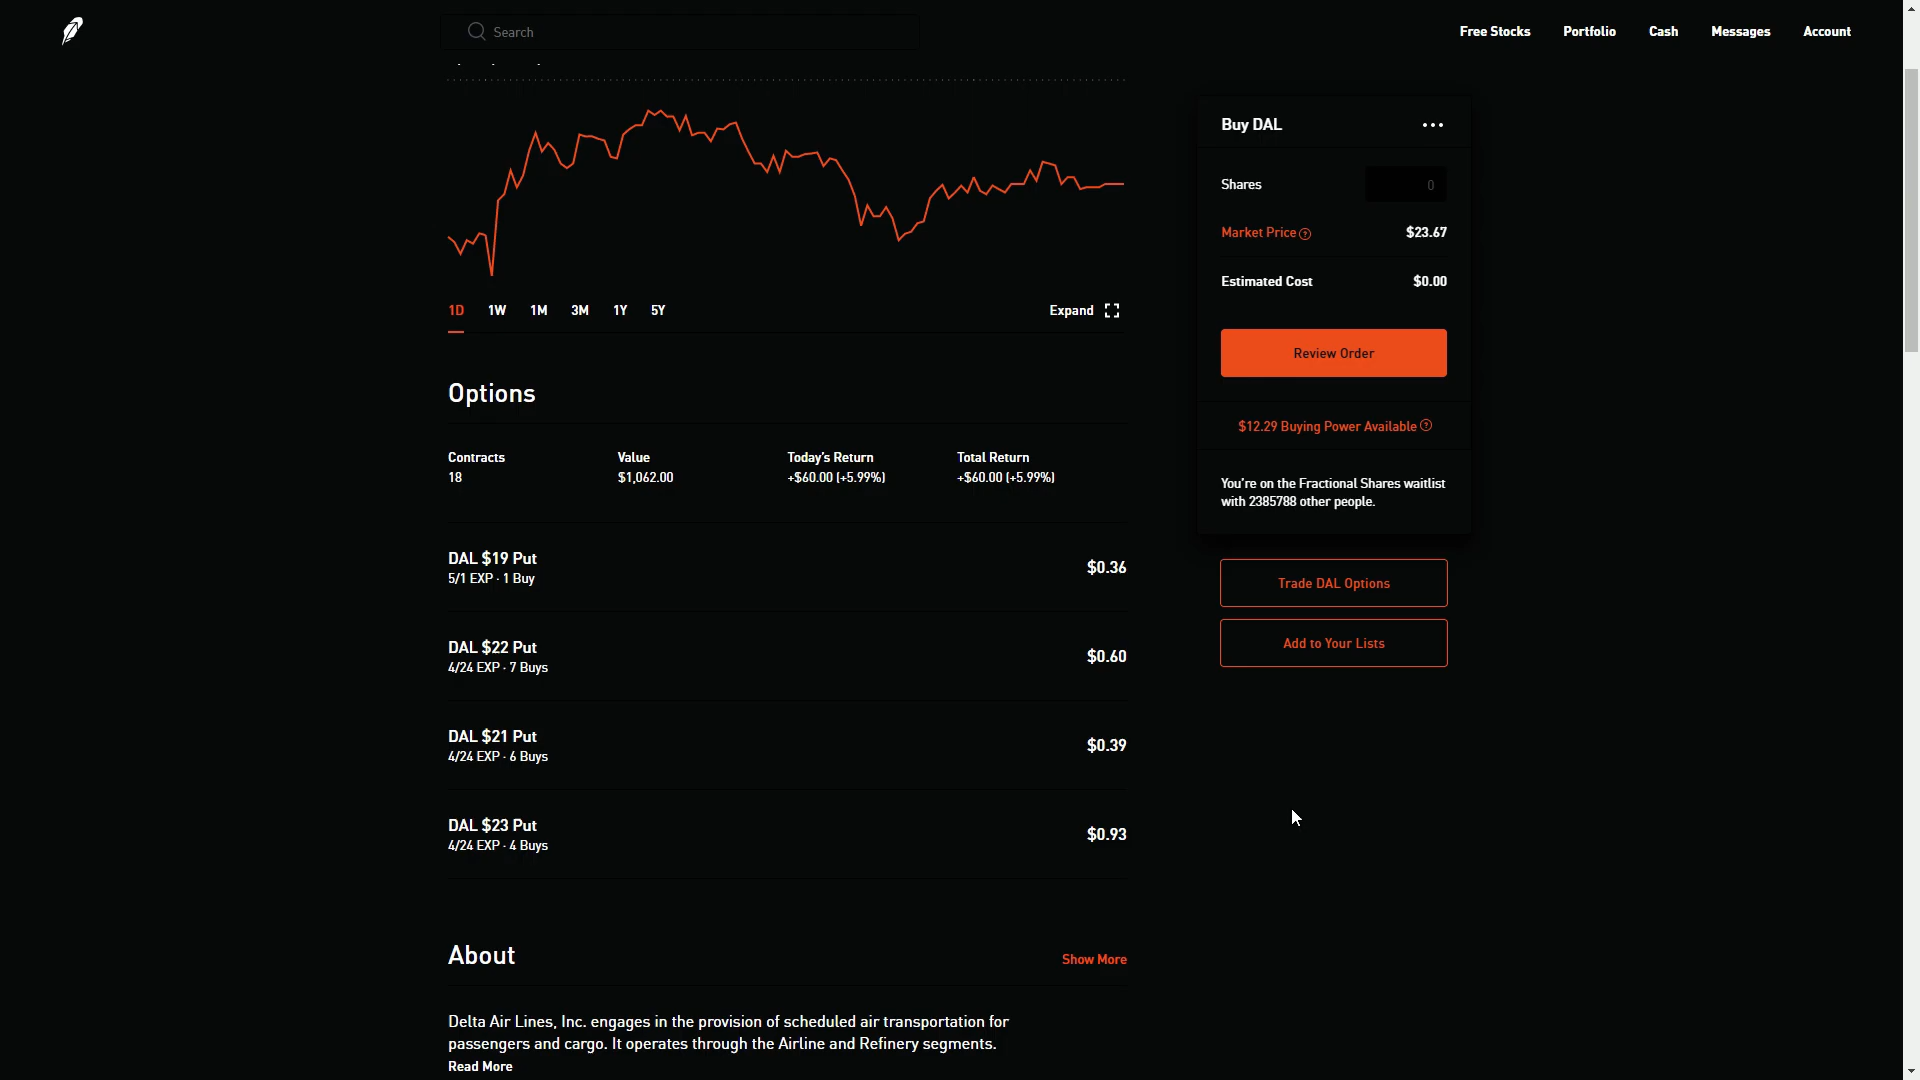 Search
Free Stocks
Portfolio
Cash
Messages
Account
1D
1W
1M
3M
1Y
5Y
Expand
Options
Contracts
Value
Today's Return
Total Return
18
$1,062.00
+$60.00 (+5.99%)
+$60.00 (+5.99%)
DAL $19 Put
5/1 EXP · 1 Buy
$0.36
DAL $22 Put
4/24 EXP · 7 Buys
$0.60
DAL $21 Put
4/24 EXP · 6 Buys
$0.39
DAL $23 Put
4/24 EXP · 4 Buys
$0.93
About
Show More
Delta Air Lines, Inc. engages in the provision of scheduled air transportation for
passengers and cargo. It operates through the Airline and Refinery segments.
Read More
Buy DAL
Shares
0
Market Price
$23.67
Estimated Cost
$0.00
Review Order
$12.29 Buying Power Available
You're on the Fractional Shares waitlist
with 2385788 other people.
Trade DAL Options
Add to Your Lists